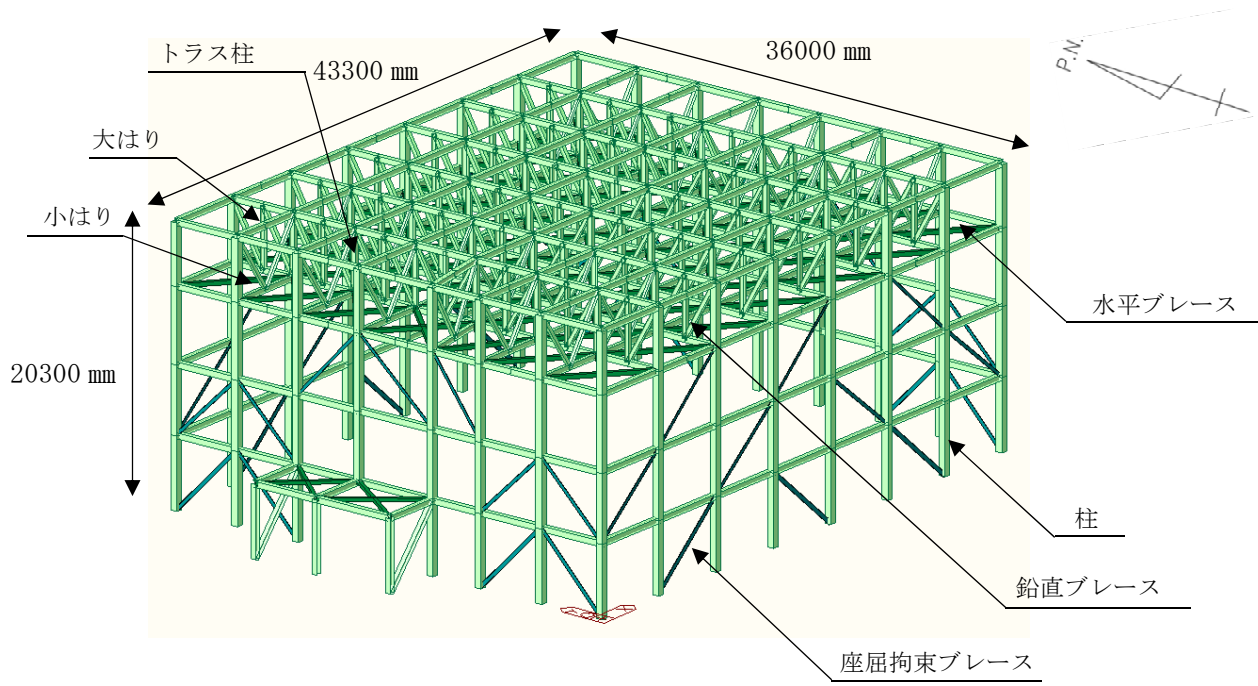 トラス柱
43300 mm
36000 mm
P.N.
大はり
小はり
水平ブレース
20300 mm
柱
鉛直ブレース
座屈拘束ブレース